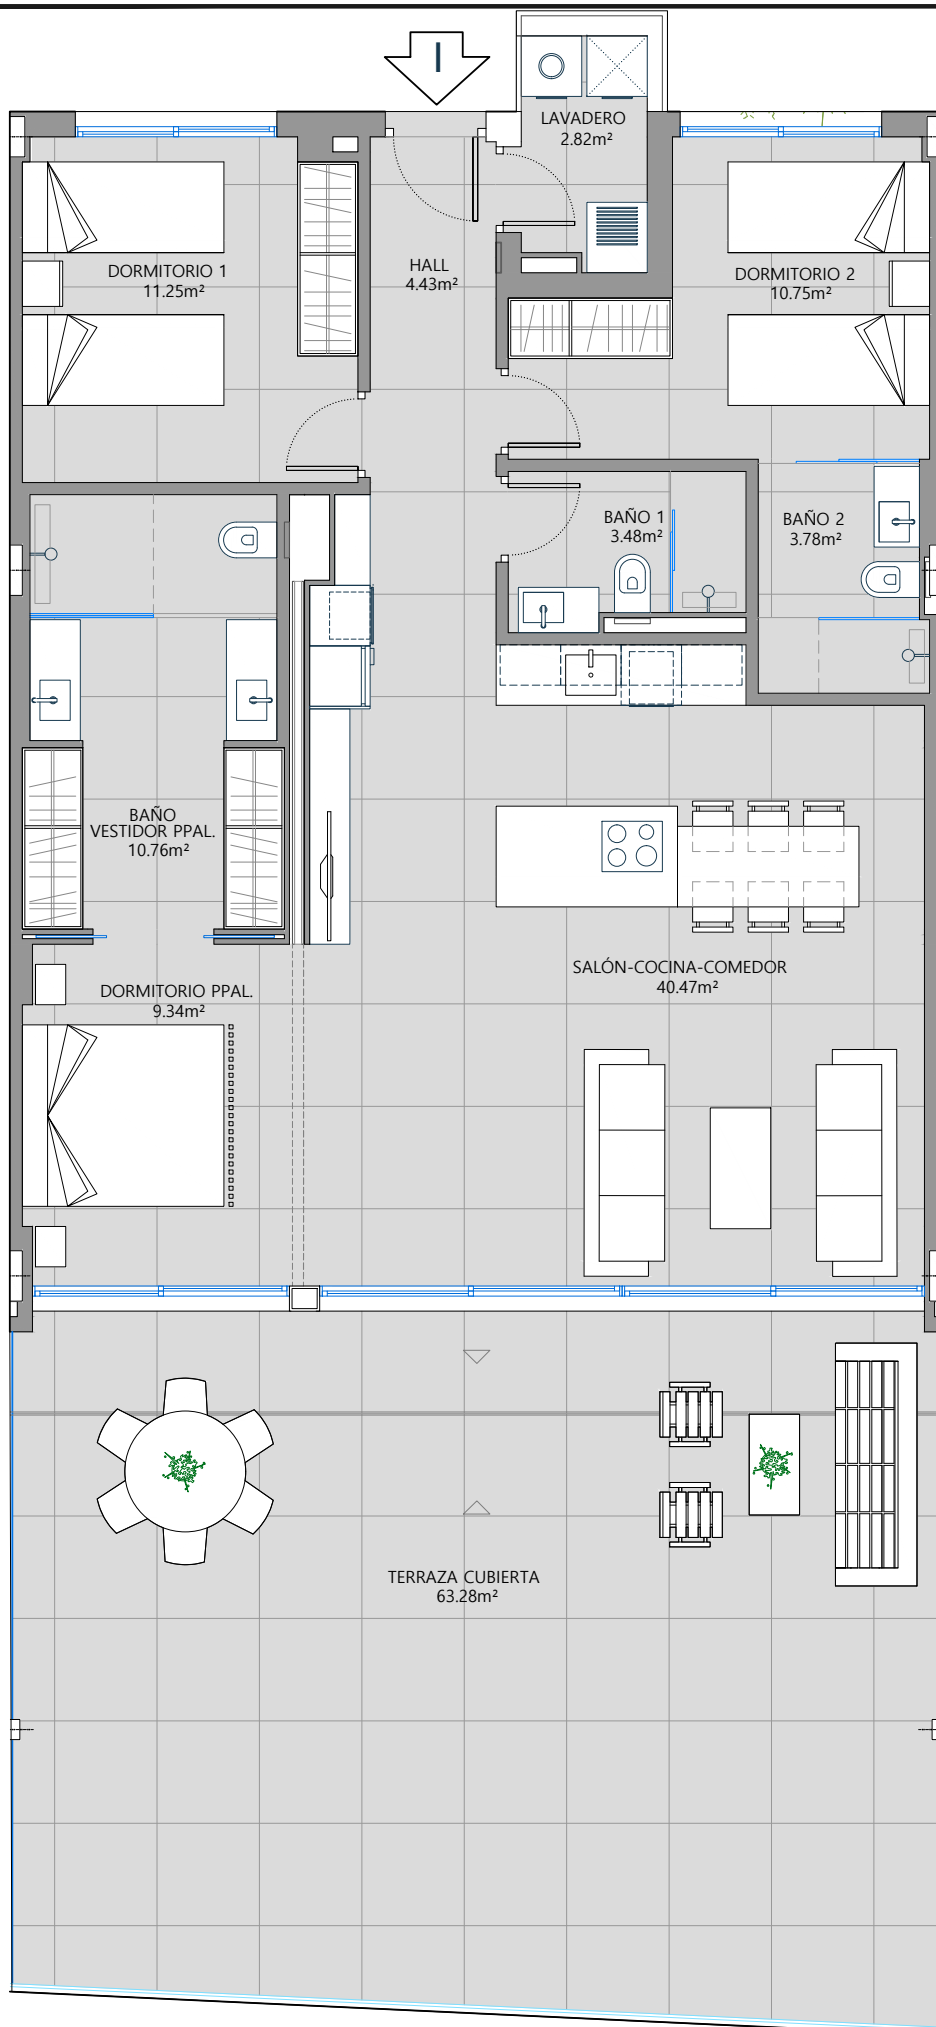 I
LAVADERO
2.82m²
DORMITORIO 1
11.25m²
HALL
4.43m²
DORMITORIO 2
10.75m²
BAÑO 1
3.48m²
BAÑO 2
3.78m²
BAÑO
VESTIDOR PPAL.
10.76m²
DORMITORIO PPAL.
9.34m²
SALÓN-COCINA-COMEDOR
40.47m²
TERRAZA CUBIERTA
63.28m²